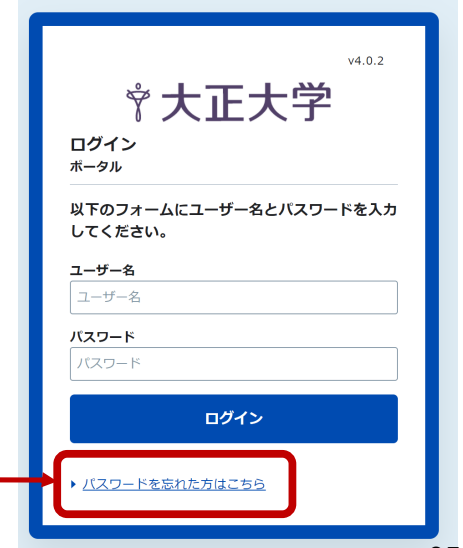 v4.0.2
大正大学
ログイン
ポータル
以下のフォームにユーザー名とパスワードを入力
してください。
ユーザー名
ユーザー名
パスワード
パスワード
ログイン
パスワードを忘れた方はこちら